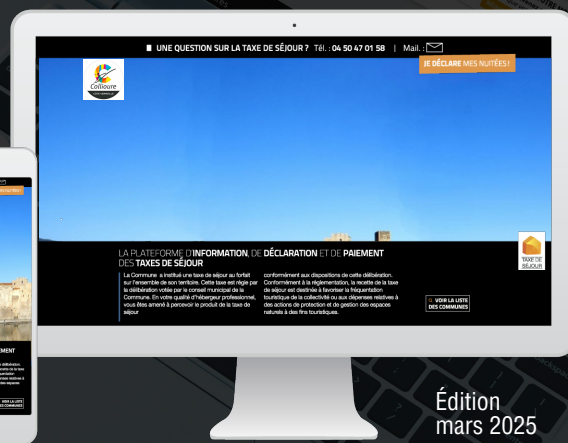 UNE QUESTION SUR LA TAXE DE SÉJOUR ? Tél. : 04 50 47 01 58 | Mail. :
JE DÉCLARE MES NUITÉES !
Collioure
LA PLATEFORME D'INFORMATION, DE DÉCLARATION ET DE PAIEMENT
DES TAXES DE SÉJOUR
La Commune a institué une taxe de séjour au forfait
sur l'ensemble de son territoire. Cette taxe est régie par
la délibération votée par le conseil municipal de la
Commune. En votre qualité d'hébergeur professionnel,
vous êtes amené à percevoir le produit de la taxe de
séjour
conformément aux dispositions de cette délibération.
Conformément à la réglementation, la recette de la taxe
de séjour est destinée à favoriser la fréquentation
touristique de la collectivité ou aux dépenses relatives à
des actions de protection et de gestion des espaces
naturels à des fins touristiques.
TAXE DE
SÉJOUR
VOIR LA LISTE
DES COMMUNES
EMENT
VOIR LA LISTE
DES COMMUNES
Édition
mars 2025